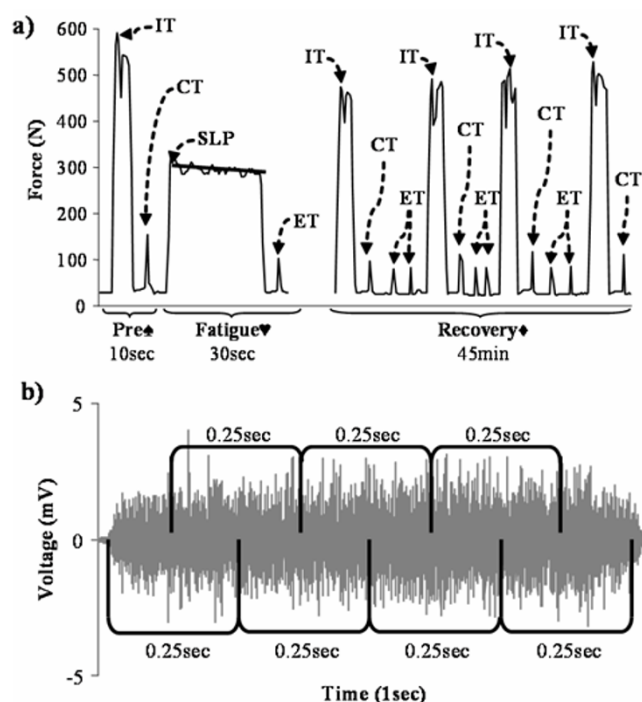 a)
600
500
400
300
200
100
0
Force (N)
IT
CT
SLP
ET
IT
IT
IT
IT
CT
CT
CT
CT
ET
ET
ET
Pre♠
10sec
Fatigue♥
30sec
Recovery♦
45min
b)
5
0
-5
Voltage (mV)
0.25sec
0.25sec
0.25sec
0.25sec
0.25sec
0.25sec
0.25sec
Time (1sec)